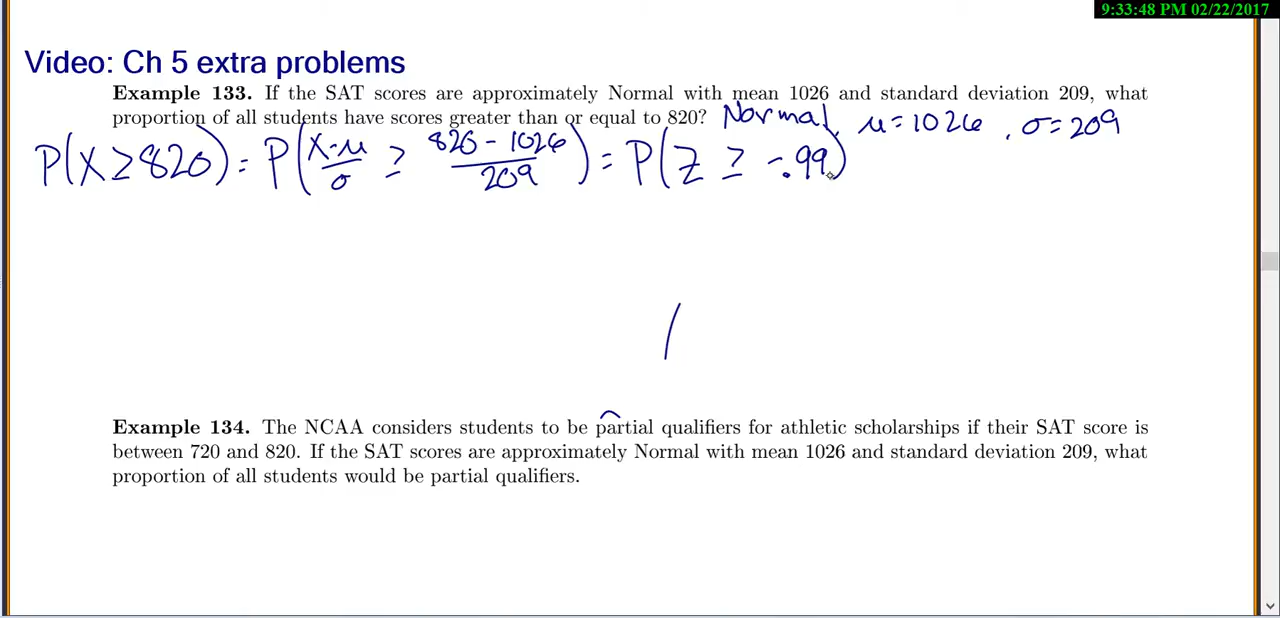 9:33:48 PM 02/22/2017
Video: Ch 5 extra problems
Example 133. If the SAT scores are approximately Normal with mean 1026 and standard deviation 209, what
proportion of all students have scores greater than or equal to 820? Normal, μ=1026, σ=209
P(X≥820) = P(X-μ/σ ≥ 820-1026/209) = P(Z ≥ -.99)
Example 134. The NCAA considers students to be partial qualifiers for athletic scholarships if their SAT score is
between 720 and 820. If the SAT scores are approximately Normal with mean 1026 and standard deviation 209, what
proportion of all students would be partial qualifiers.